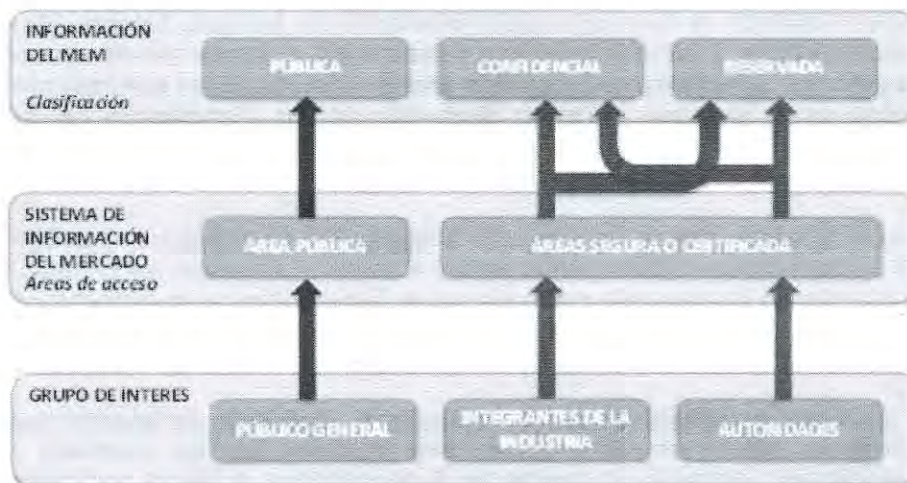 INFORMACIÓN
DEL MEM
Clasificación
PÚBLICA
CONFIDENCIAL
RESERVADA
SISTEMA DE
INFORMACIÓN
DEL MERCADO
Áreas de acceso
ÁREA PÚBLICA
ÁREAS SEGURA O CERTIFICADA
GRUPO DE INTERES
PÚBLICO GENERAL
INTEGRANTES DE LA
INDUSTRIA
AUTORIDADES